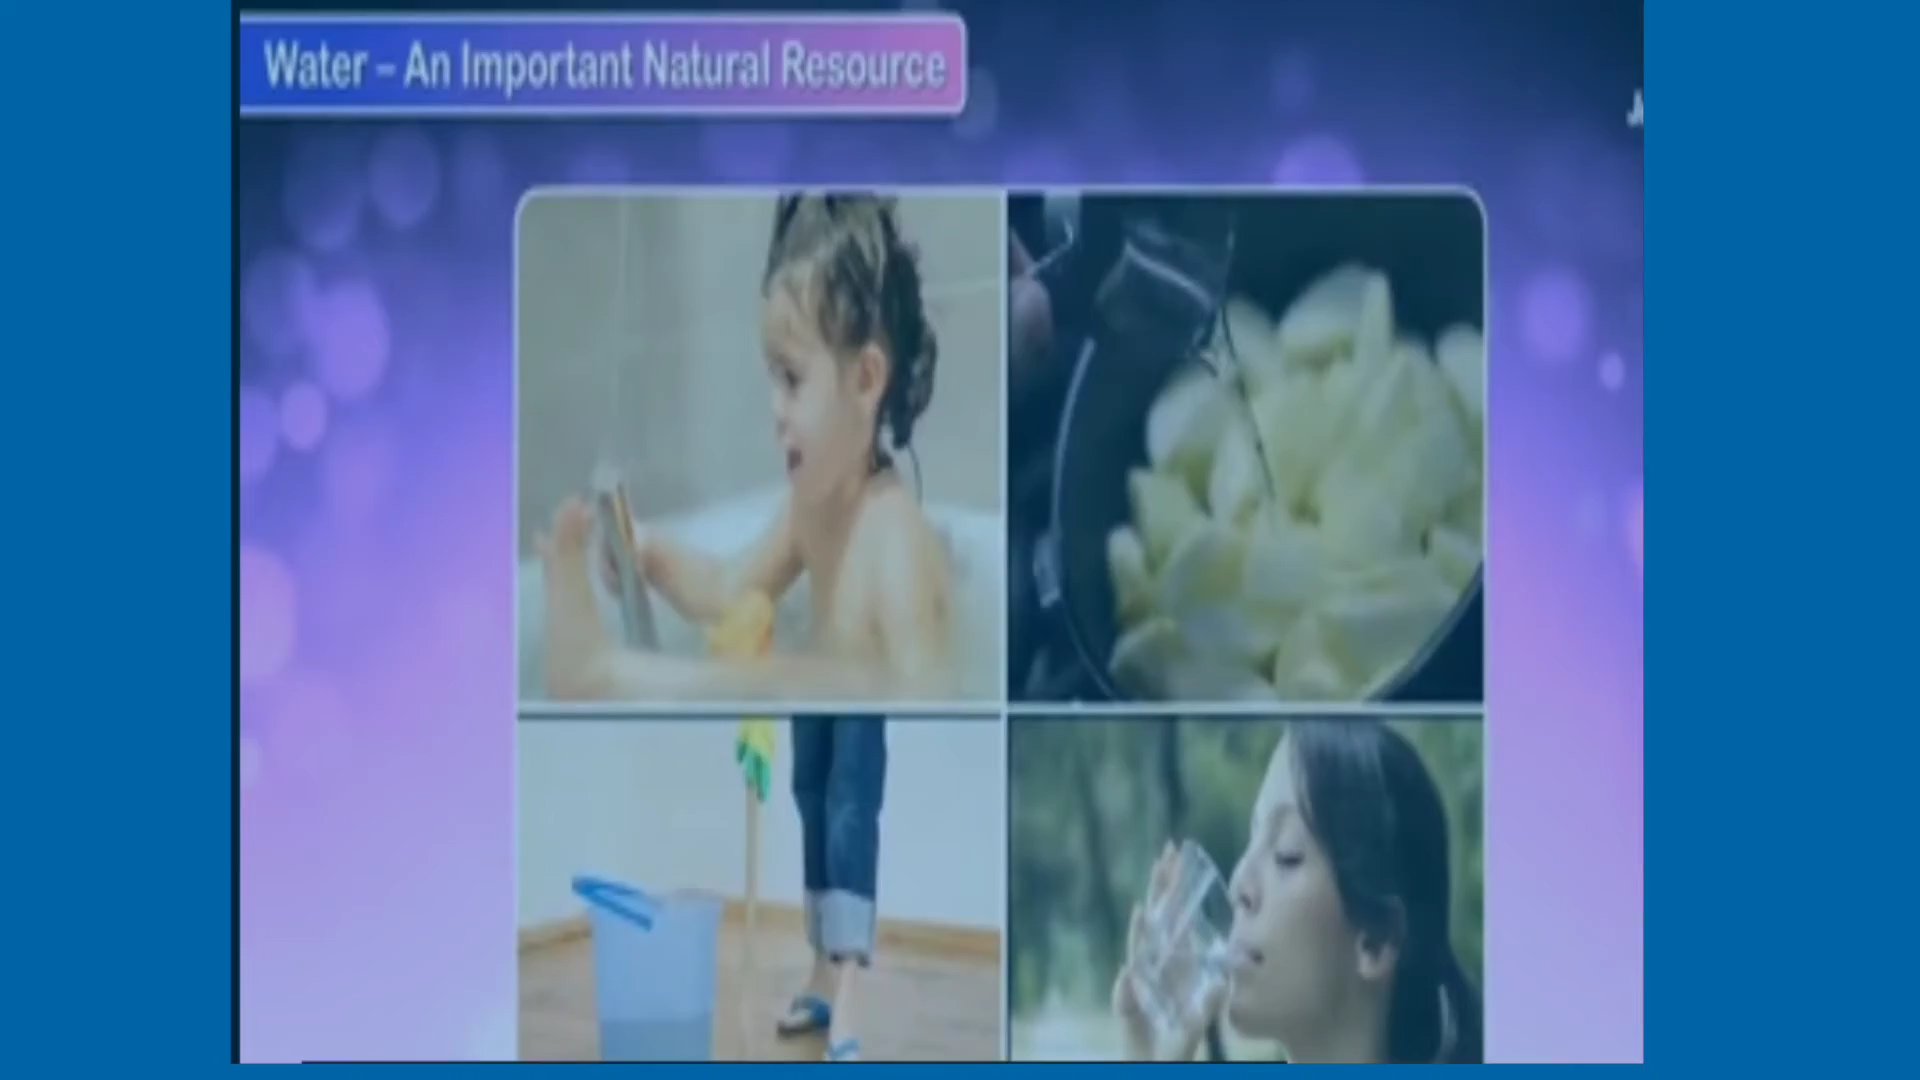 Water – An Important Natural Resource